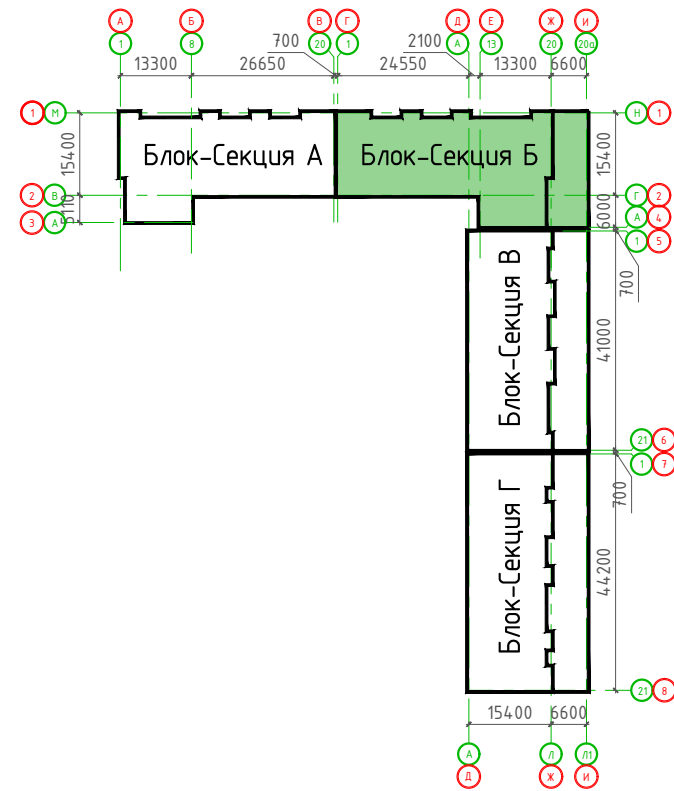 А Б В Г Д Е Ж И
1 8 20 1 А 13 20 20д
700 2100
13300 26650 24550 13300 6600
1 М Н 1
15400 15400
Блок-Секция А Блок-Секция Б
2 В Г 2
5110 6000
3 А А 4
1 5
700
Блок-Секция В
41000
21 6
1 7
700
Блок-Секция Г
44200
21 8
15400 6600
А Л Л1
Д Ж И